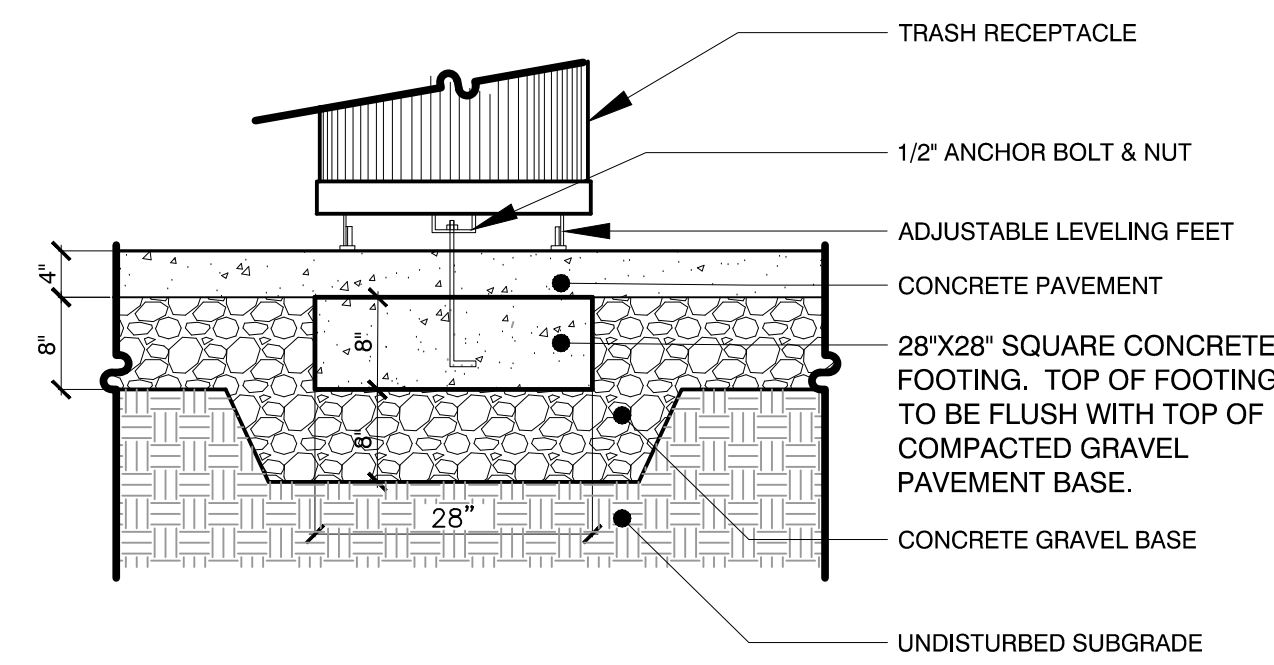 TRASH RECEPTACLE
1/2" ANCHOR BOLT & NUT
ADJUSTABLE LEVELING FEET
4"
CONCRETE PAVEMENT
8"
8"
28"X28" SQUARE CONCRETE
FOOTING. TOP OF FOOTING
TO BE FLUSH WITH TOP OF
COMPACTED GRAVEL
PAVEMENT BASE.
8"
28”
CONCRETE GRAVEL BASE
UNDISTURBED SUBGRADE